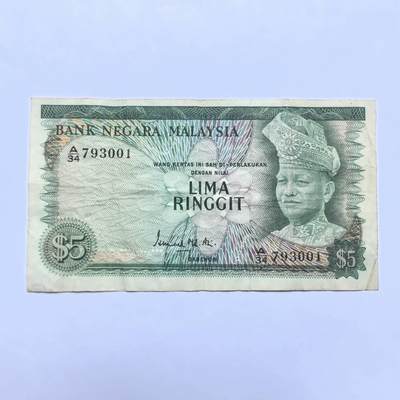 BANK NEGARA MALAYSIA
A/34 793001
WANG KERTAS INI SAH DI-PERLAKUKAN
DENGAN NILAI
LIMA
RINGGIT
$5
A/34 793001
$5